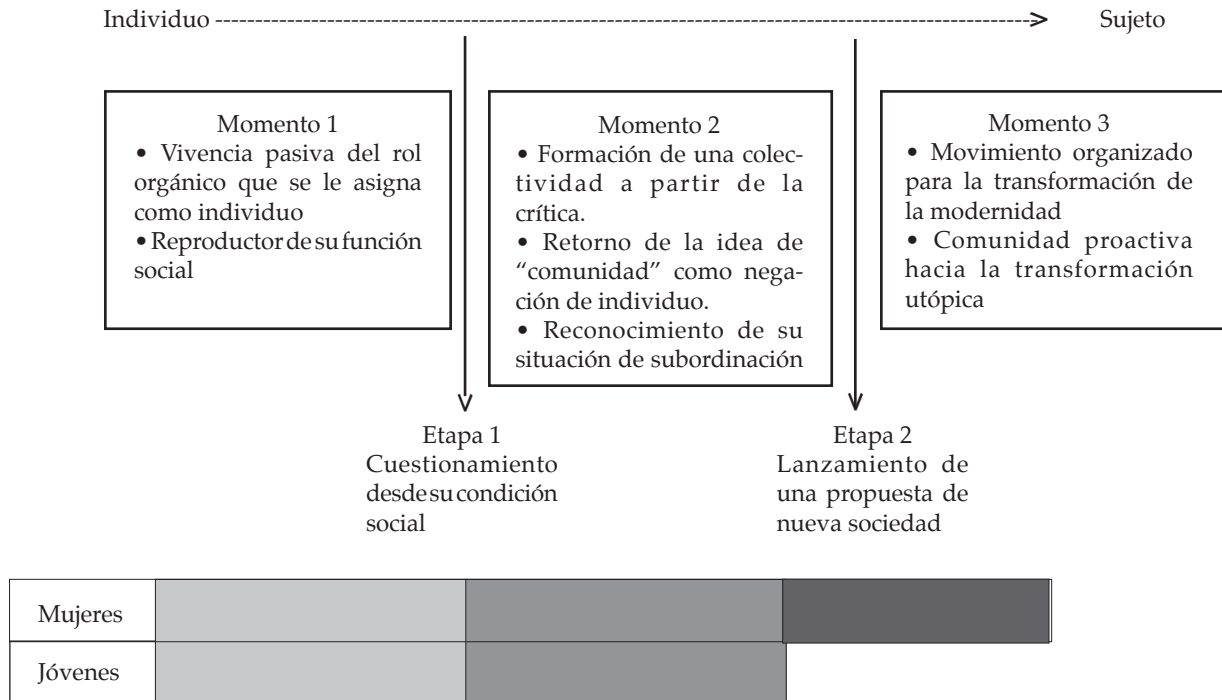 Individuo
Sujeto
Momento 1
• Vivencia pasiva del rol
orgánico que se le asigna
como individuo
• Reproductor de su función
social
Momento 2
• Formación de una colec-
tividad a partir de la
crítica.
• Retorno de la idea de
“comunidad” como nega-
ción de individuo.
• Reconocimiento de su
situación de subordinación
Momento 3
• Movimiento organizado
para la transformación de
la modernidad
• Comunidad proactiva
hacia la transformación
utópica
Etapa 1
Cuestionamiento
desde su condición
social
Etapa 2
Lanzamiento de
una propuesta de
nueva sociedad
Mujeres
Jóvenes